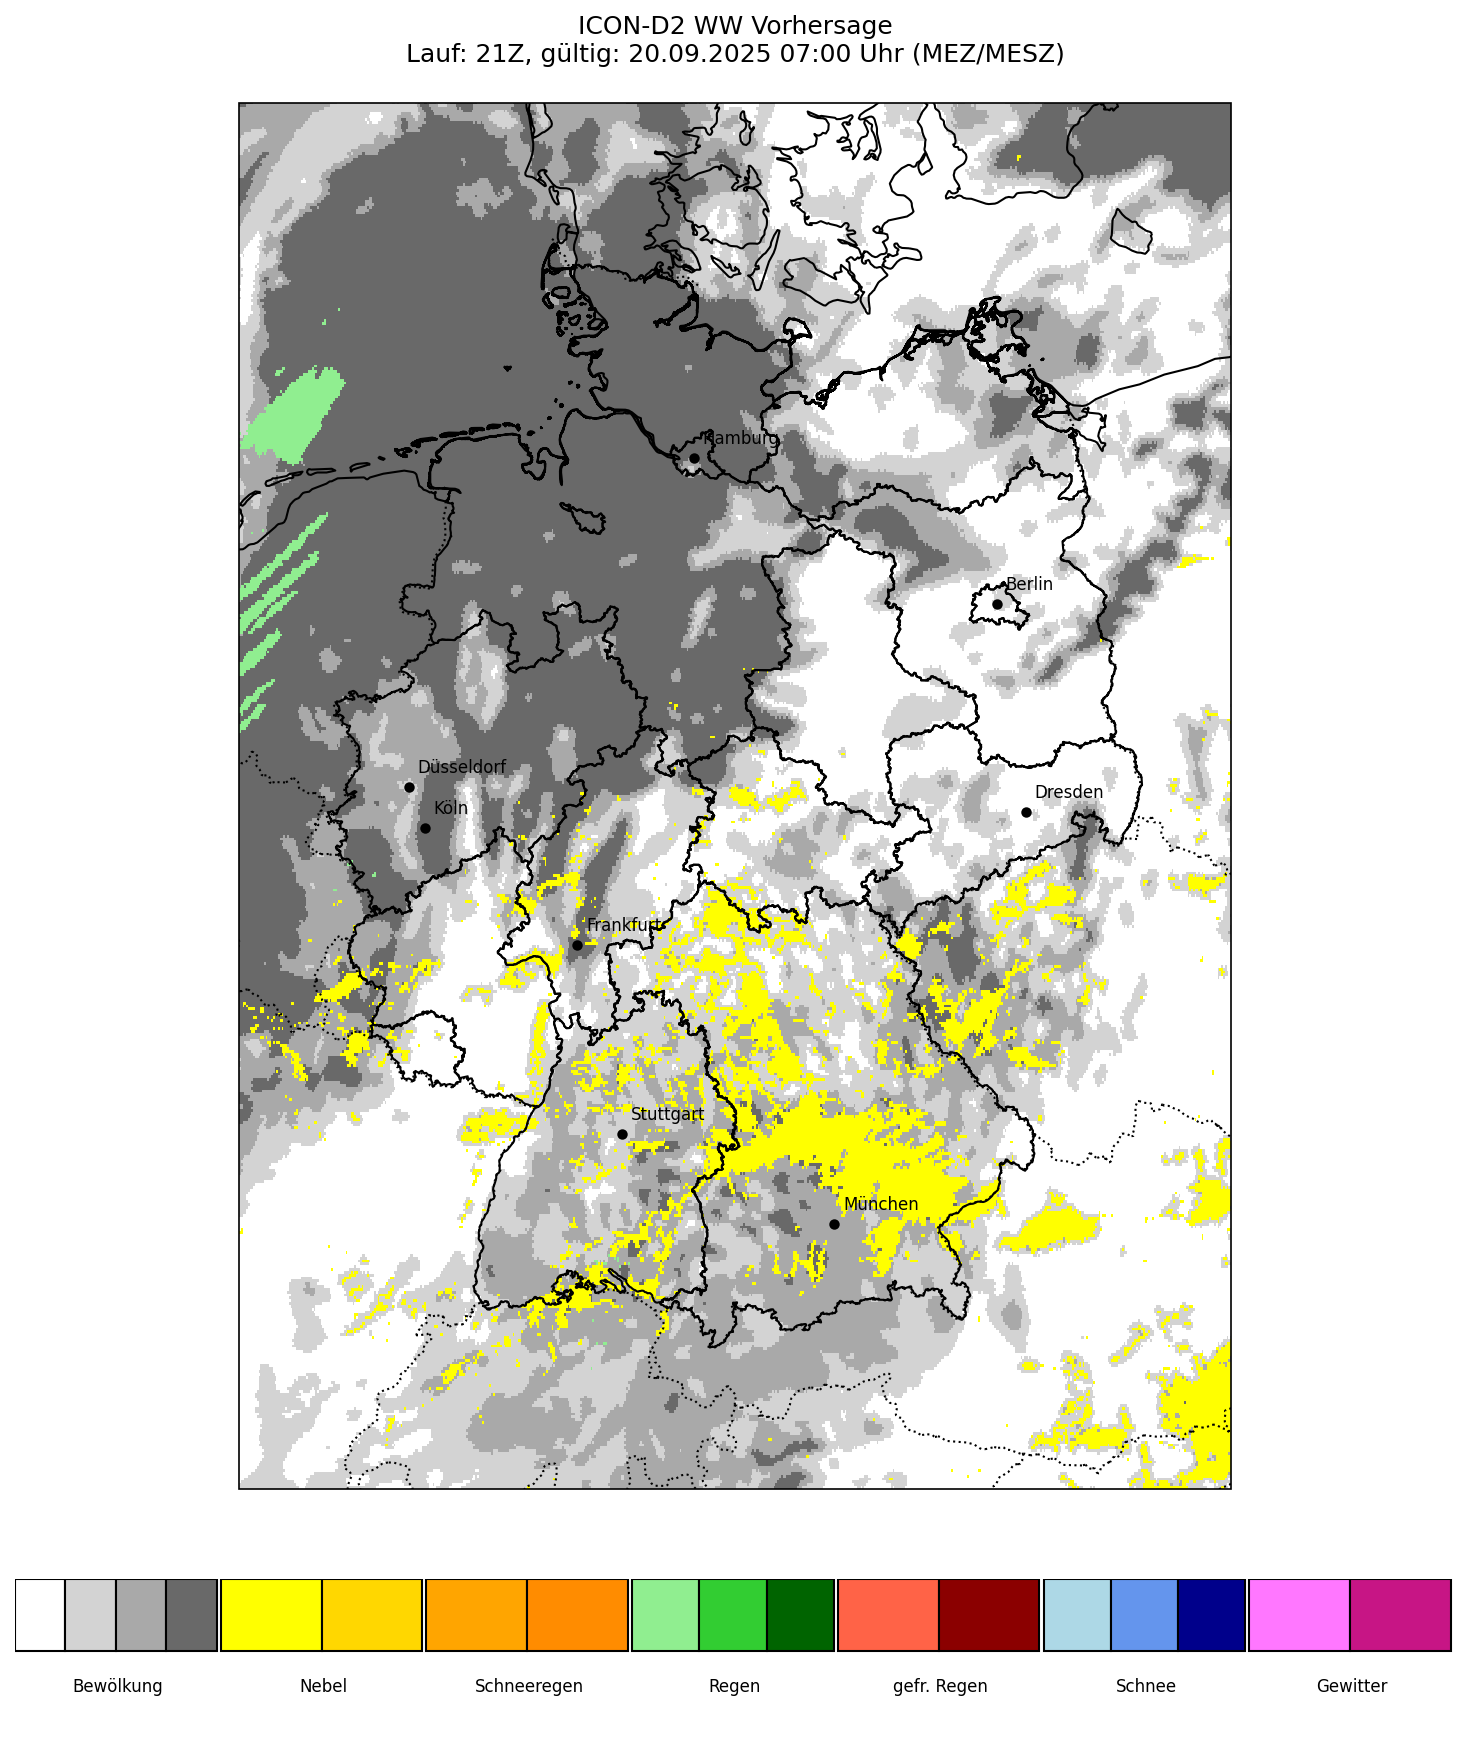 ICON-D2 WW Vorhersage
Lauf: 21Z, gültig: 20.09.2025 07:00 Uhr (MEZ/MESZ)
Hamburg
Berlin
Düsseldorf
Köln
Dresden
Frankfurt
Stuttgart
München
Bewölkung
Nebel
Schneeregen
Regen
gefr. Regen
Schnee
Gewitter